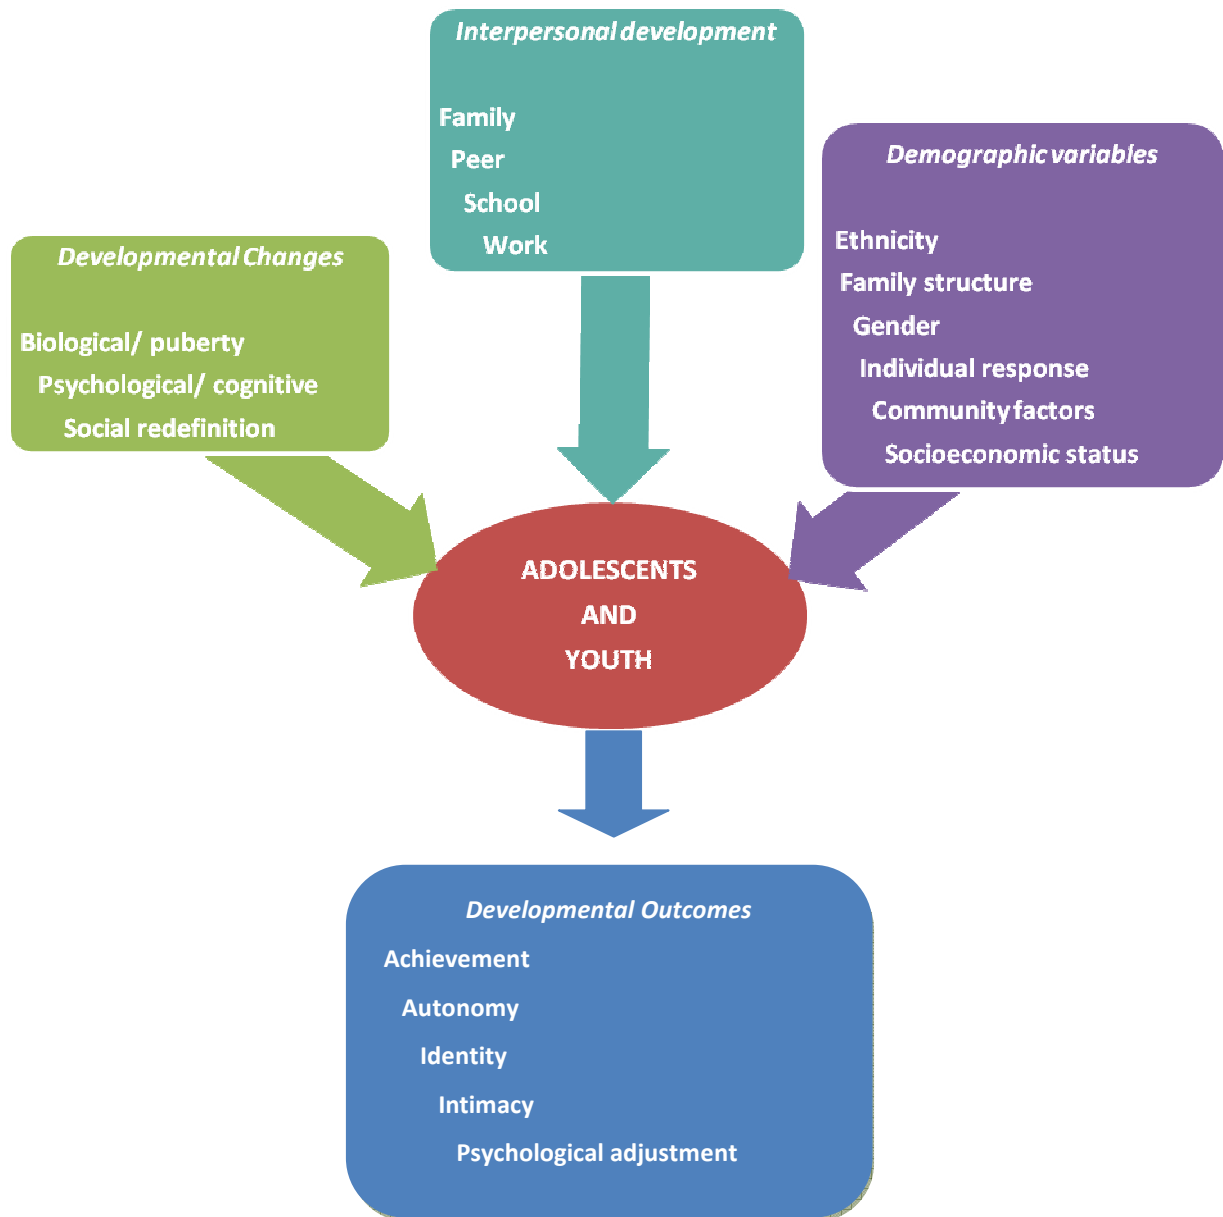 Interpersonal development
Family
Peer
School
Work
Demographic variables
Ethnicity
Family structure
Gender
Individual response
Community factors
Socioeconomic status
Developmental Changes
Biological/ puberty
Psychological/ cognitive
Social redefinition
ADOLESCENTS
AND
YOUTH
Developmental Outcomes
Achievement
Autonomy
Identity
Intimacy
Psychological adjustment